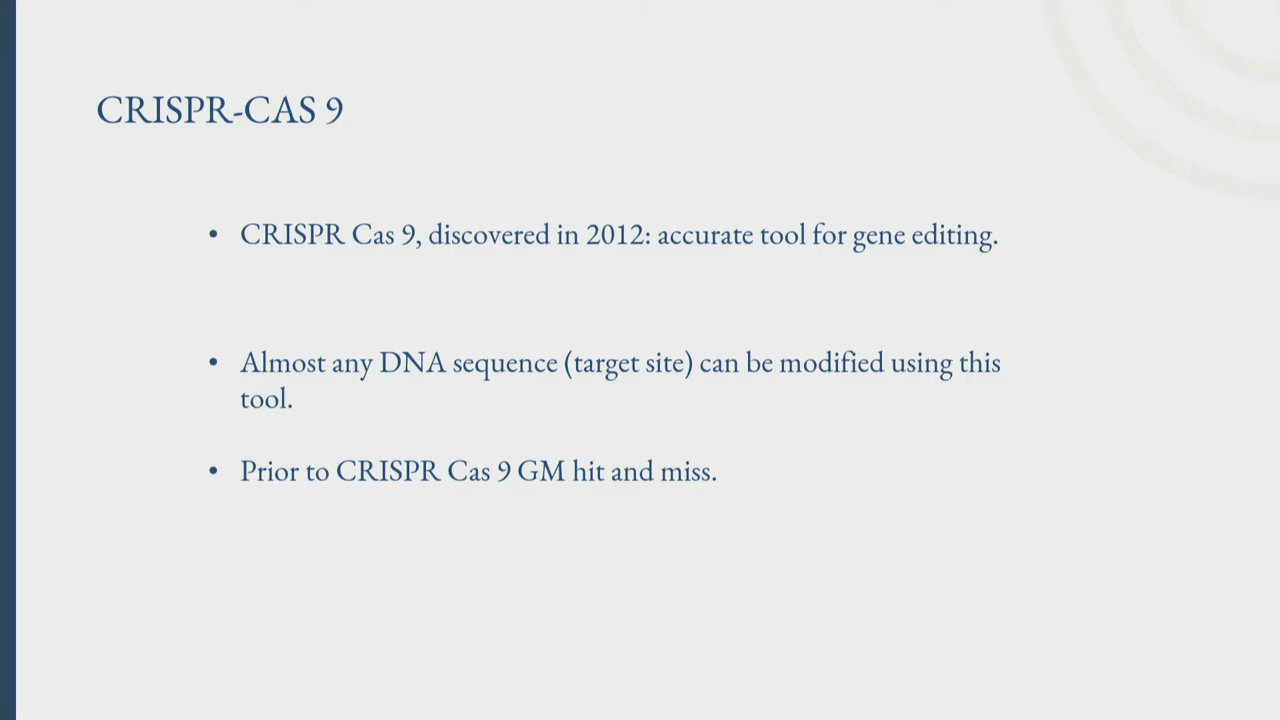 CRISPR-CAS 9
• CRISPR Cas 9, discovered in 2012: accurate tool for gene editing.
• Almost any DNA sequence (target site) can be modified using this
tool.
• Prior to CRISPR Cas 9 GM hit and miss.